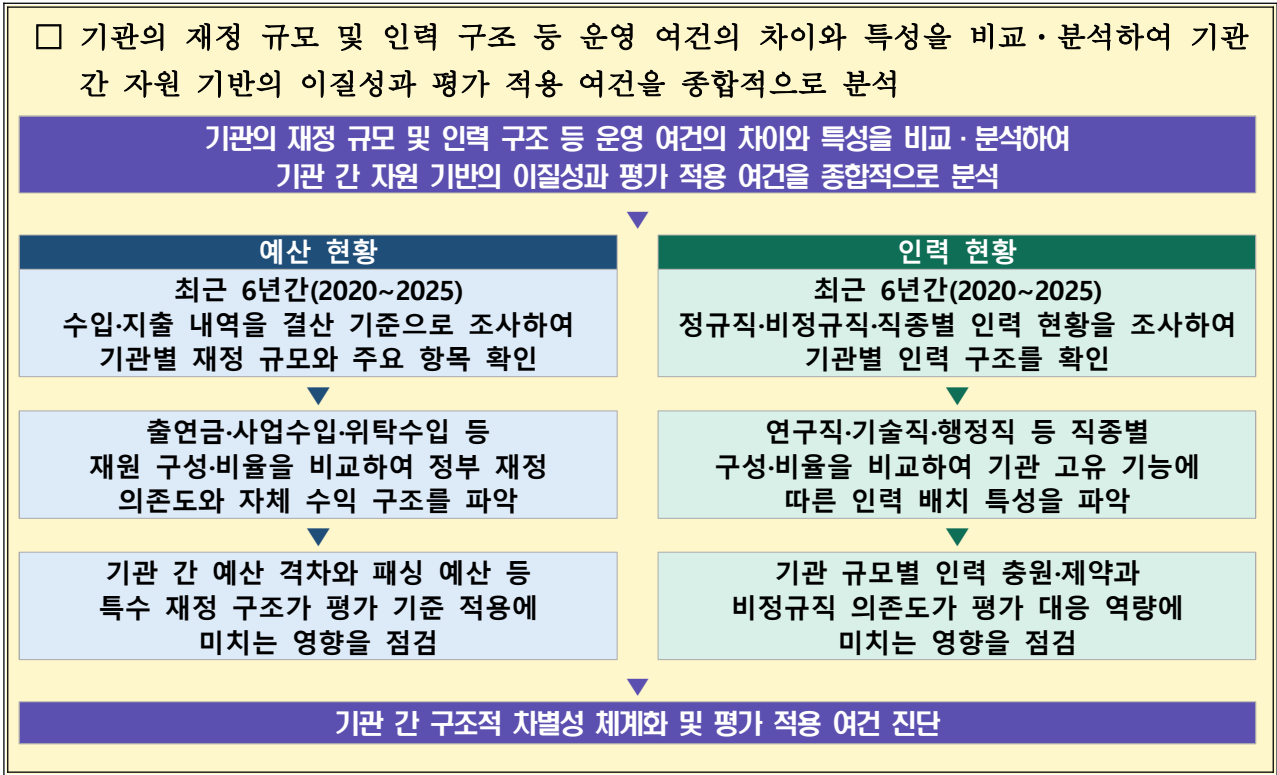 □ 기관의 재정 규모 및 인력 구조 등 운영 여건의 차이와 특성을 비교·분석하여 기관
간 자원 기반의 이질성과 평가 적용 여건을 종합적으로 분석
기관의 재정 규모 및 인력 구조 등 운영 여건의 차이와 특성을 비교·분석하여
기관 간 자원 기반의 이질성과 평가 적용 여건을 종합적으로 분석
예산 현황
최근 6년간(2020~2025)
수입·지출 내역을 결산 기준으로 조사하여
기관별 재정 규모와 주요 항목 확인
출연금·사업수입·위탁수입 등
재원 구성·비율을 비교하여 정부 재정
의존도와 자체 수익 구조를 파악
기관 간 예산 격차와 패싱 예산 등
특수 재정 구조가 평가 기준 적용에
미치는 영향을 점검
인력 현황
최근 6년간(2020~2025)
정규직·비정규직·직종별 인력 현황을 조사하여
기관별 인력 구조를 확인
연구직·기술직·행정직 등 직종별
구성·비율을 비교하여 기관 고유 기능에
따른 인력 배치 특성을 파악
기관 규모별 인력 충원·제약과
비정규직 의존도가 평가 대응 역량에
미치는 영향을 점검
기관 간 구조적 차별성 체계화 및 평가 적용 여건 진단